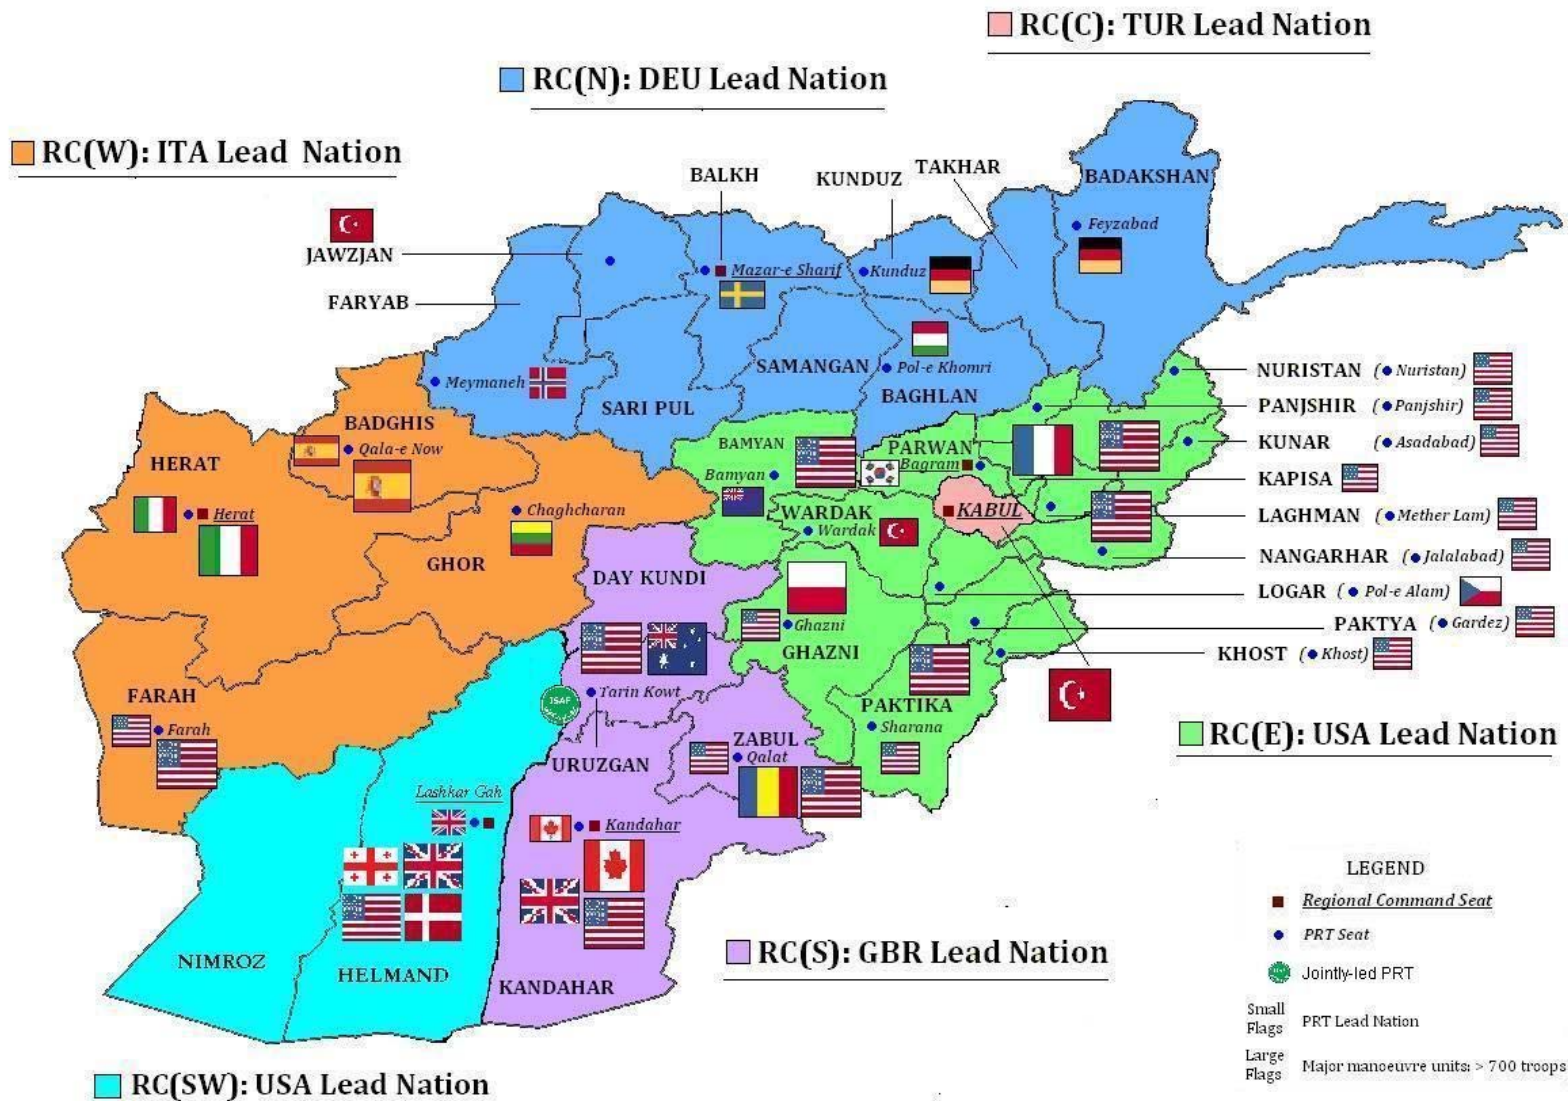 RC(C): TUR Lead Nation
RC(N): DEU Lead Nation
RC(W): ITA Lead Nation
TAKHAR
BALKH
KUNDUZ
BADAKSHAN
JAWZJAN
Feyzabad
Mazar-e Sharif
Kunduz
FARYAB
SAMANGAN
Pol-e Khomri
Meymaneh
BAGHLAN
SARI PUL
NURISTAN (• Nuristan)
PANJSHIR (• Panjshir)
KUNAR (• Asadabad)
KAPISA
LAGHMAN (• Mether Lam)
NANGARHAR (• Jalalabad)
LOGAR (• Pol-e Alam)
PAKTYA (• Gardez)
KHOST (• Khost)
BADGHIS
Qala-e Now
HERAT
Herat
Chaghcharan
GHOR
BAMYAN
Bamyan
PARWAN
Bagram
WARDAK
Wardak
KABUL
DAY KUNDI
Ghazni
GHAZNI
FARAH
Farah
ISAF
Tarin Kowt
URUZGAN
PAKTIKA
Sharana
ZABUL
Qalat
RC(E): USA Lead Nation
Lashkar Gah
Kandahar
NIMROZ
HELMAND
KANDAHAR
RC(S): GBR Lead Nation
RC(SW): USA Lead Nation
LEGEND
Regional Command Seat
PRT Seat
Jointly-led PRT
Small Flags PRT Lead Nation
Large Flags Major manoeuvre units: > 700 troops